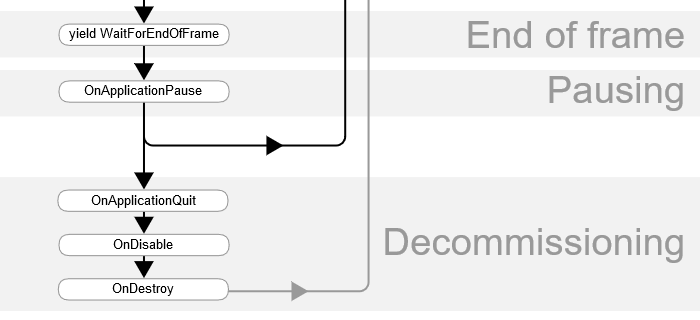 yield WaitForEndOfFrame
End of frame
OnApplicationPause
Pausing
OnApplicationQuit
OnDisable
Decommissioning
OnDestroy